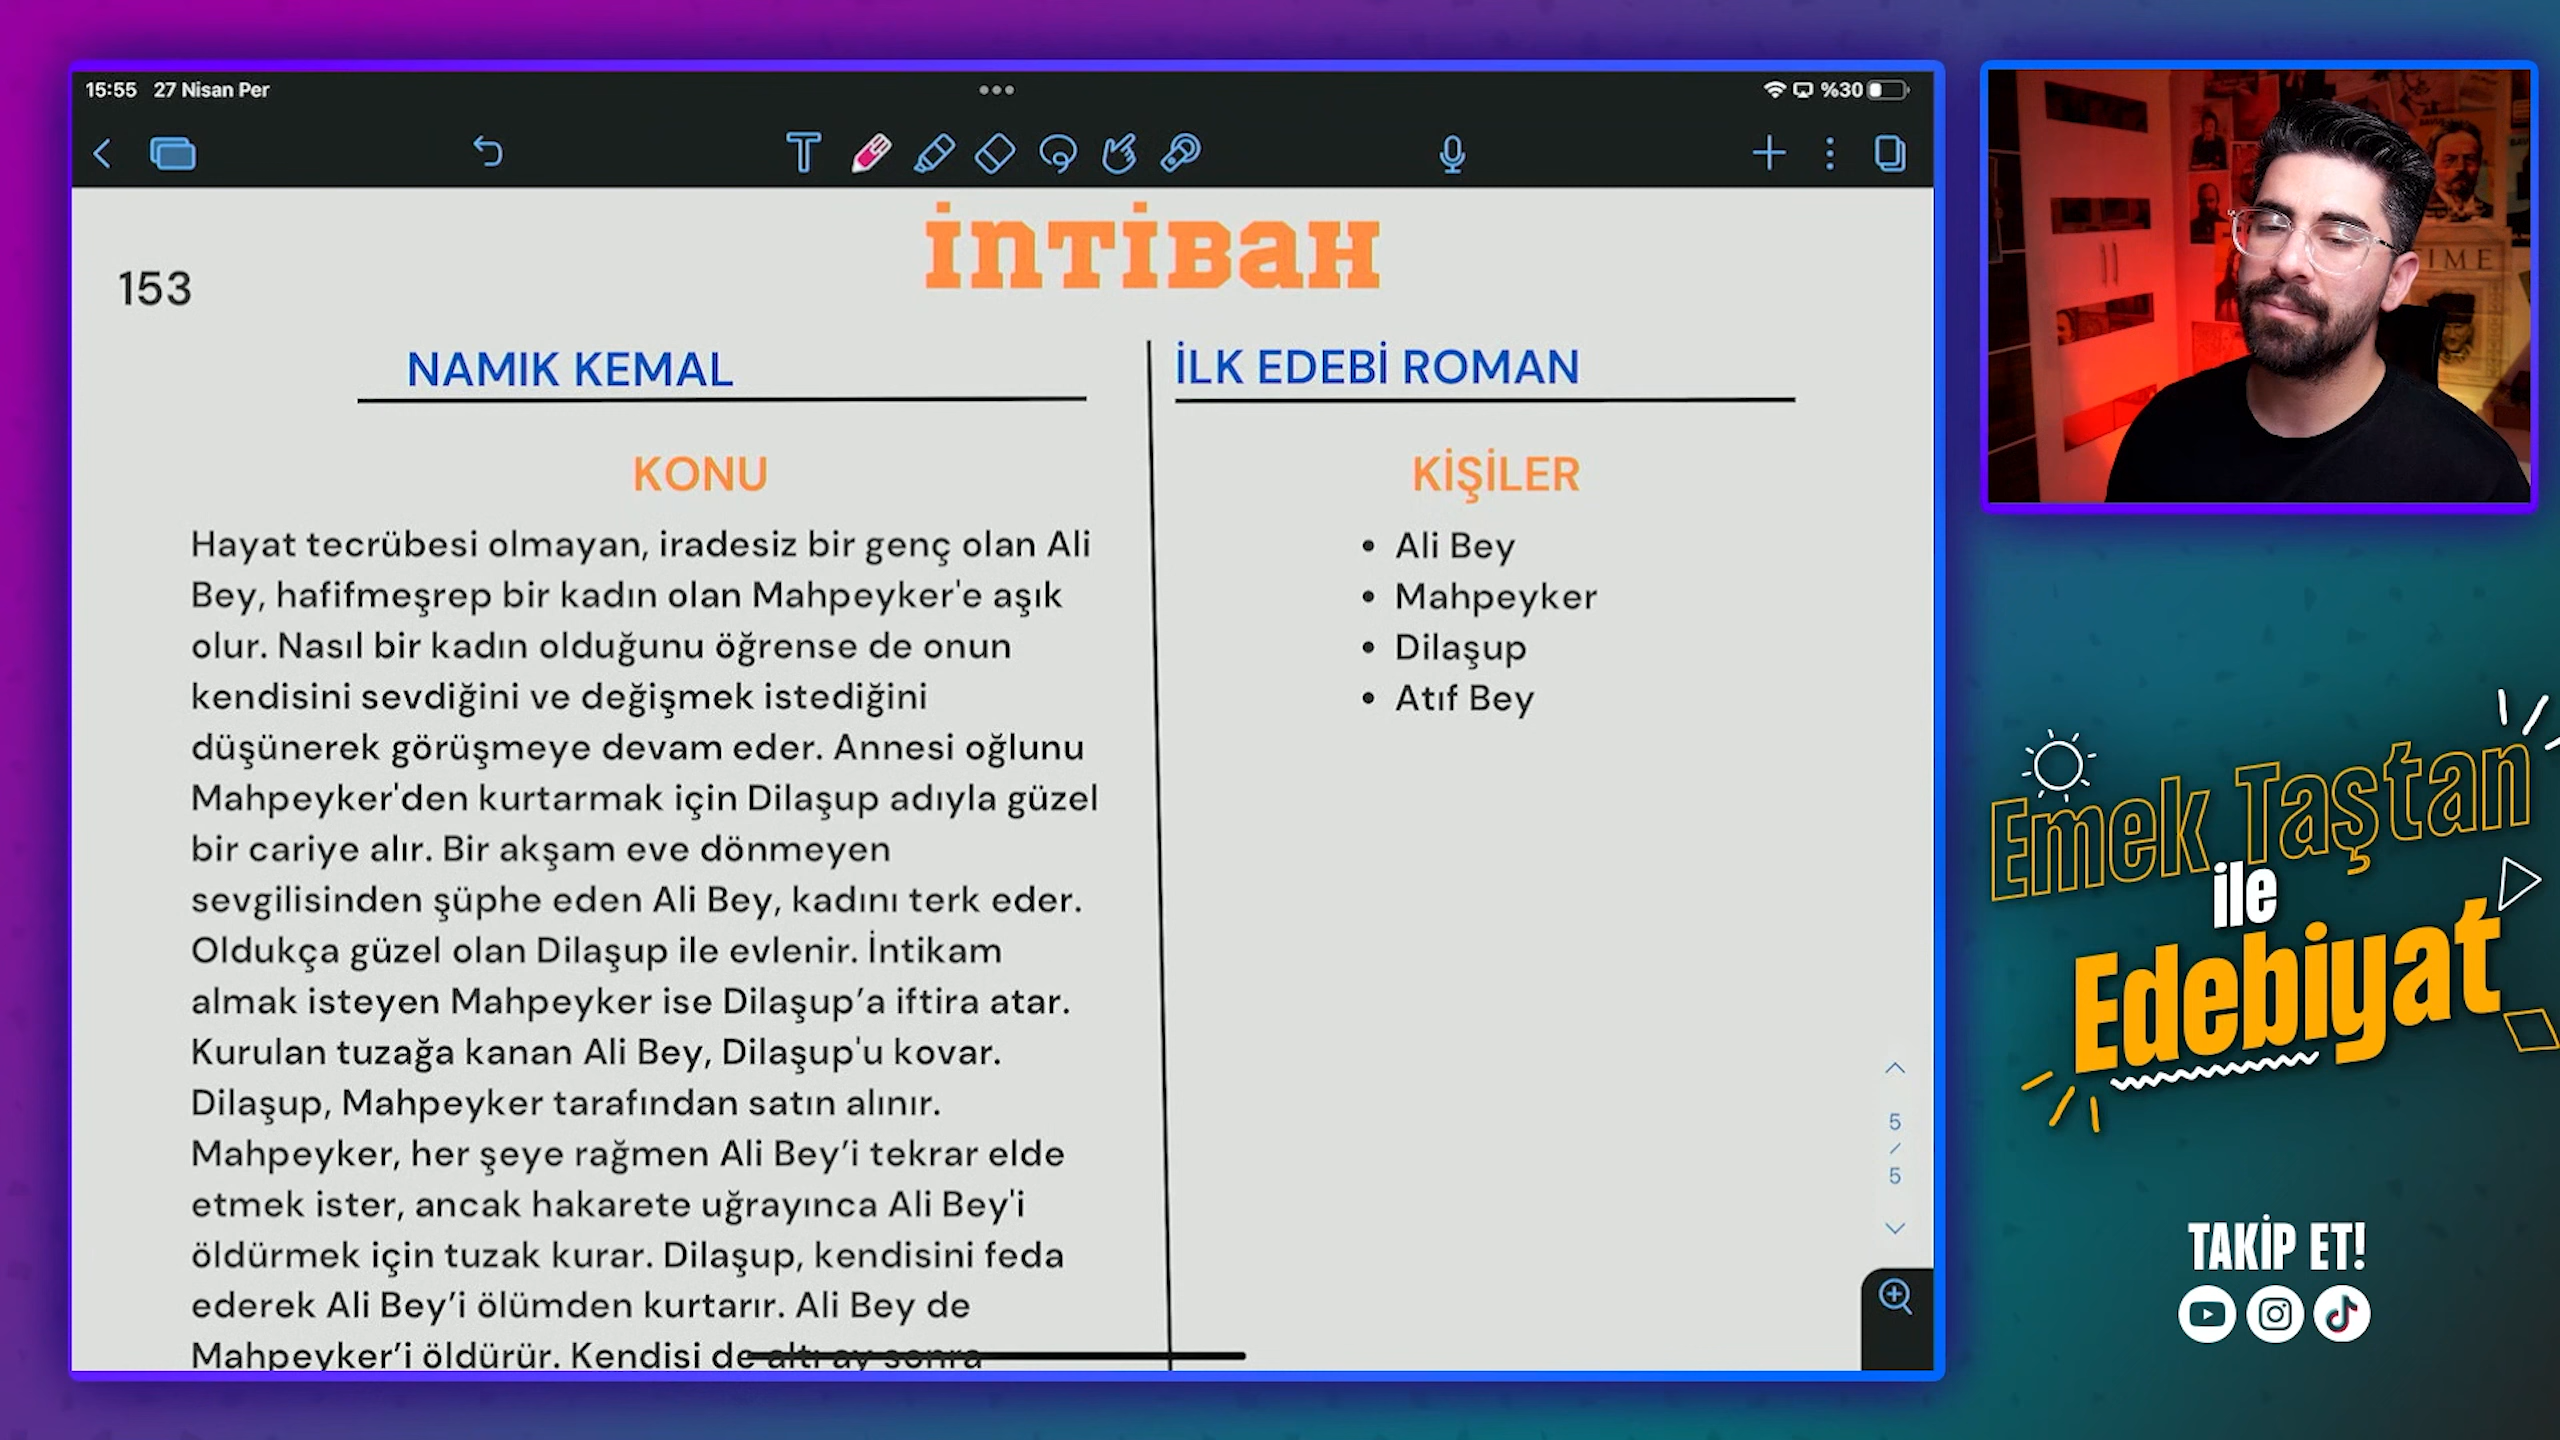 15:55 27 Nisan Per
%30
İNTİBAH
153
NAMIK KEMAL
KONU
Hayat tecrübesi olmayan, iradesiz bir genç olan Ali
Bey, hafifmeşrep bir kadın olan Mahpeyker'e aşık
olur. Nasıl bir kadın olduğunu öğrense de onun
kendisini sevdiğini ve değişmek istediğini
düşünerek görüşmeye devam eder. Annesi oğlunu
Mahpeyker'den kurtarmak için Dilaşup adıyla güzel
bir cariye alır. Bir akşam eve dönmeyen
sevgilisinden şüphe eden Ali Bey, kadını terk eder.
Oldukça güzel olan Dilaşup ile evlenir. İntikam
almak isteyen Mahpeyker ise Dilaşup’a iftira atar.
Kurulan tuzağa kanan Ali Bey, Dilaşup'u kovar.
Dilaşup, Mahpeyker tarafından satın alınır.
Mahpeyker, her şeye rağmen Ali Bey’i tekrar elde
etmek ister, ancak hakarete uğrayınca Ali Bey'i
öldürmek için tuzak kurar. Dilaşup, kendisini feda
ederek Ali Bey’i ölümden kurtarır. Ali Bey de
Mahpeyker’i öldürür. Kendisi de altı ay sonra
İLK EDEBİ ROMAN
KİŞİLER
• Ali Bey
• Mahpeyker
• Dilaşup
• Atıf Bey
5
/
5
TIME
Emek Taştan
ile
Edebiyat
TAKİP ET!